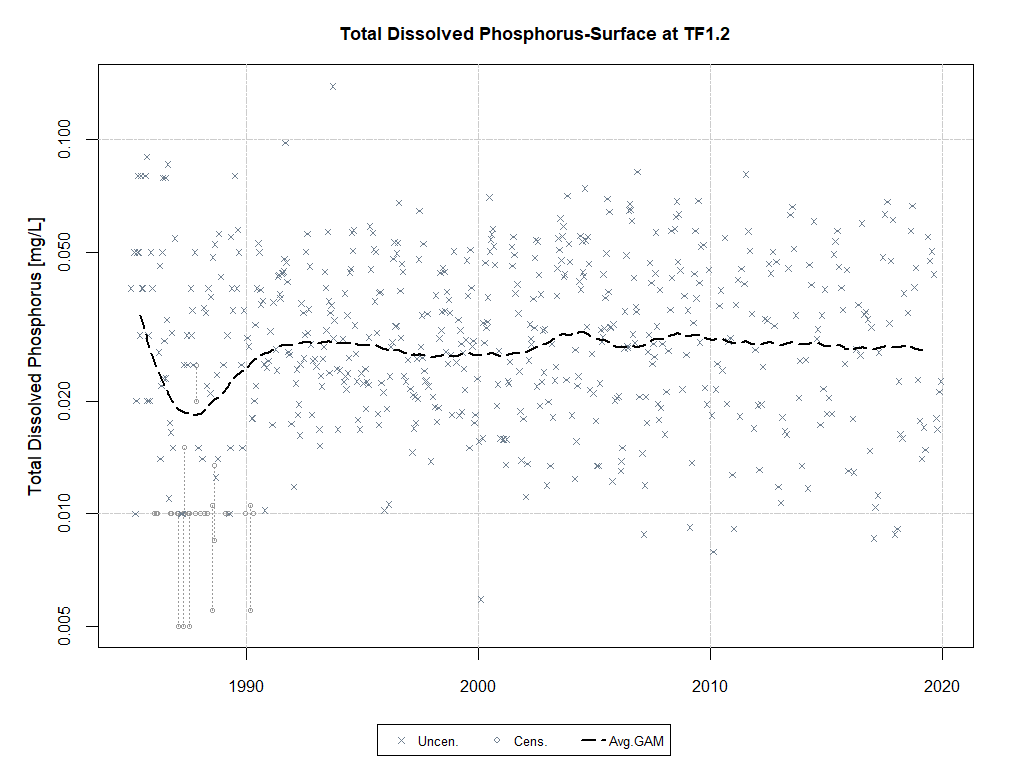 Total Dissolved Phosphorus-Surface at TF1.2
Total Dissolved Phosphorus [mg/L]
0.100
0.050
0.020
0.010
0.005
1990 2000 2010 2020
Uncen. Cens. Avg.GAM